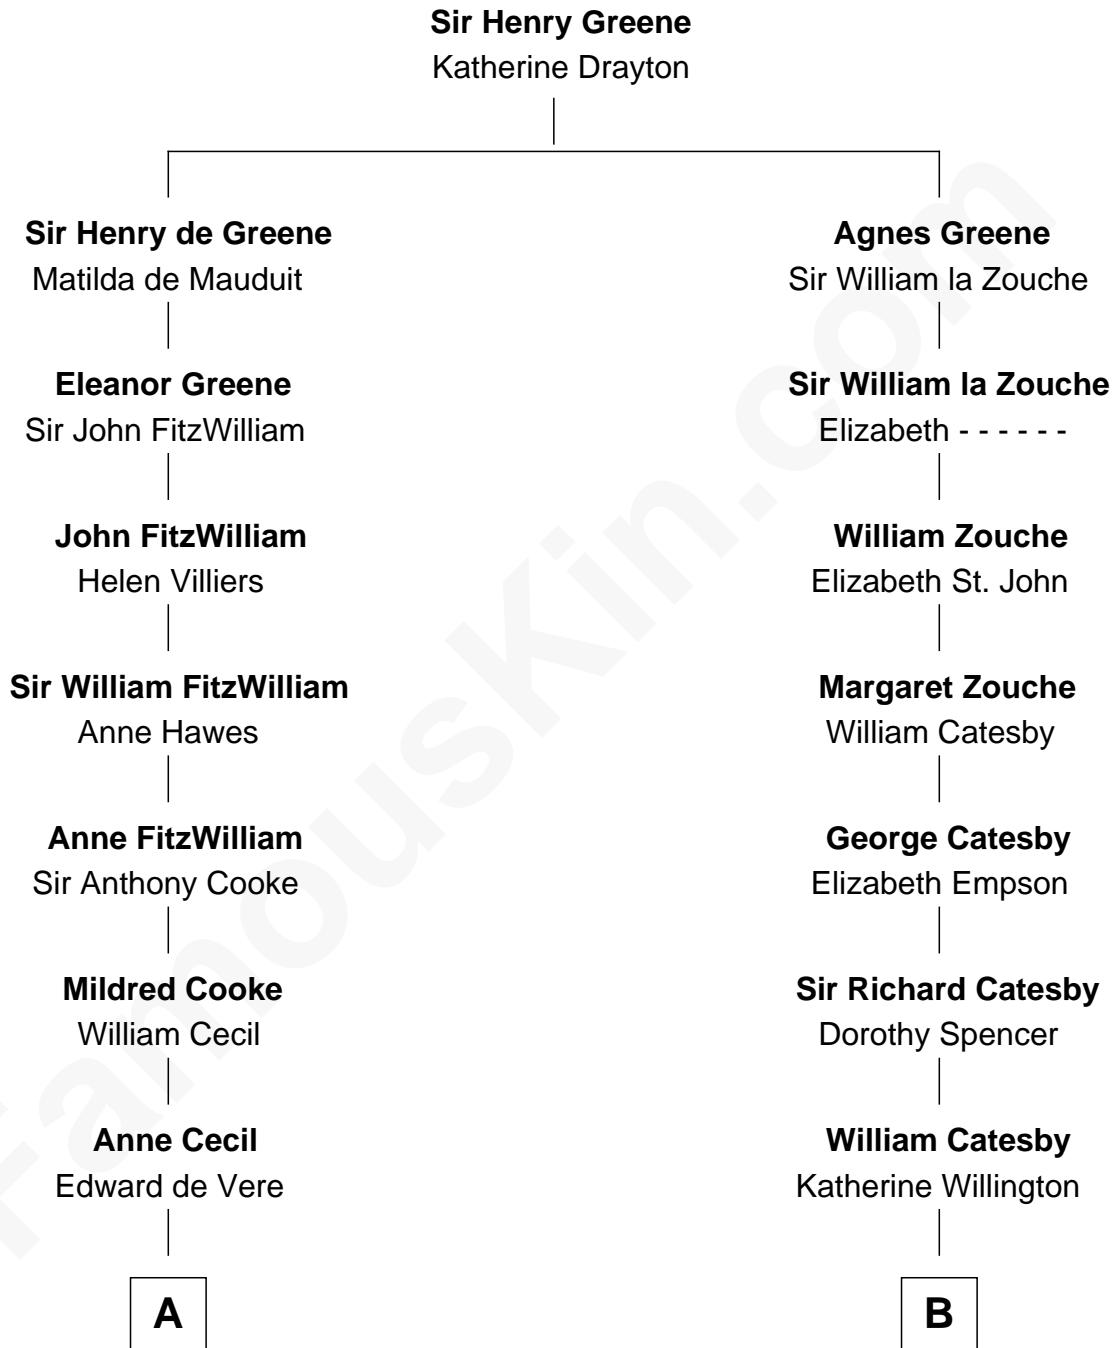 Sir Henry Greene
Katherine Drayton
Sir Henry de Greene
Matilda de Mauduit
Agnes Greene
Sir William la Zouche
Eleanor Greene
Sir John FitzWilliam
Sir William la Zouche
Elizabeth - - - - - -
John FitzWilliam
Helen Villiers
William Zouche
Elizabeth St. John
Sir William FitzWilliam
Anne Hawes
Margaret Zouche
William Catesby
Anne FitzWilliam
Sir Anthony Cooke
George Catesby
Elizabeth Empson
Mildred Cooke
William Cecil
Sir Richard Catesby
Dorothy Spencer
Anne Cecil
Edward de Vere
William Catesby
Katherine Willington
A
B
FamousKin.com